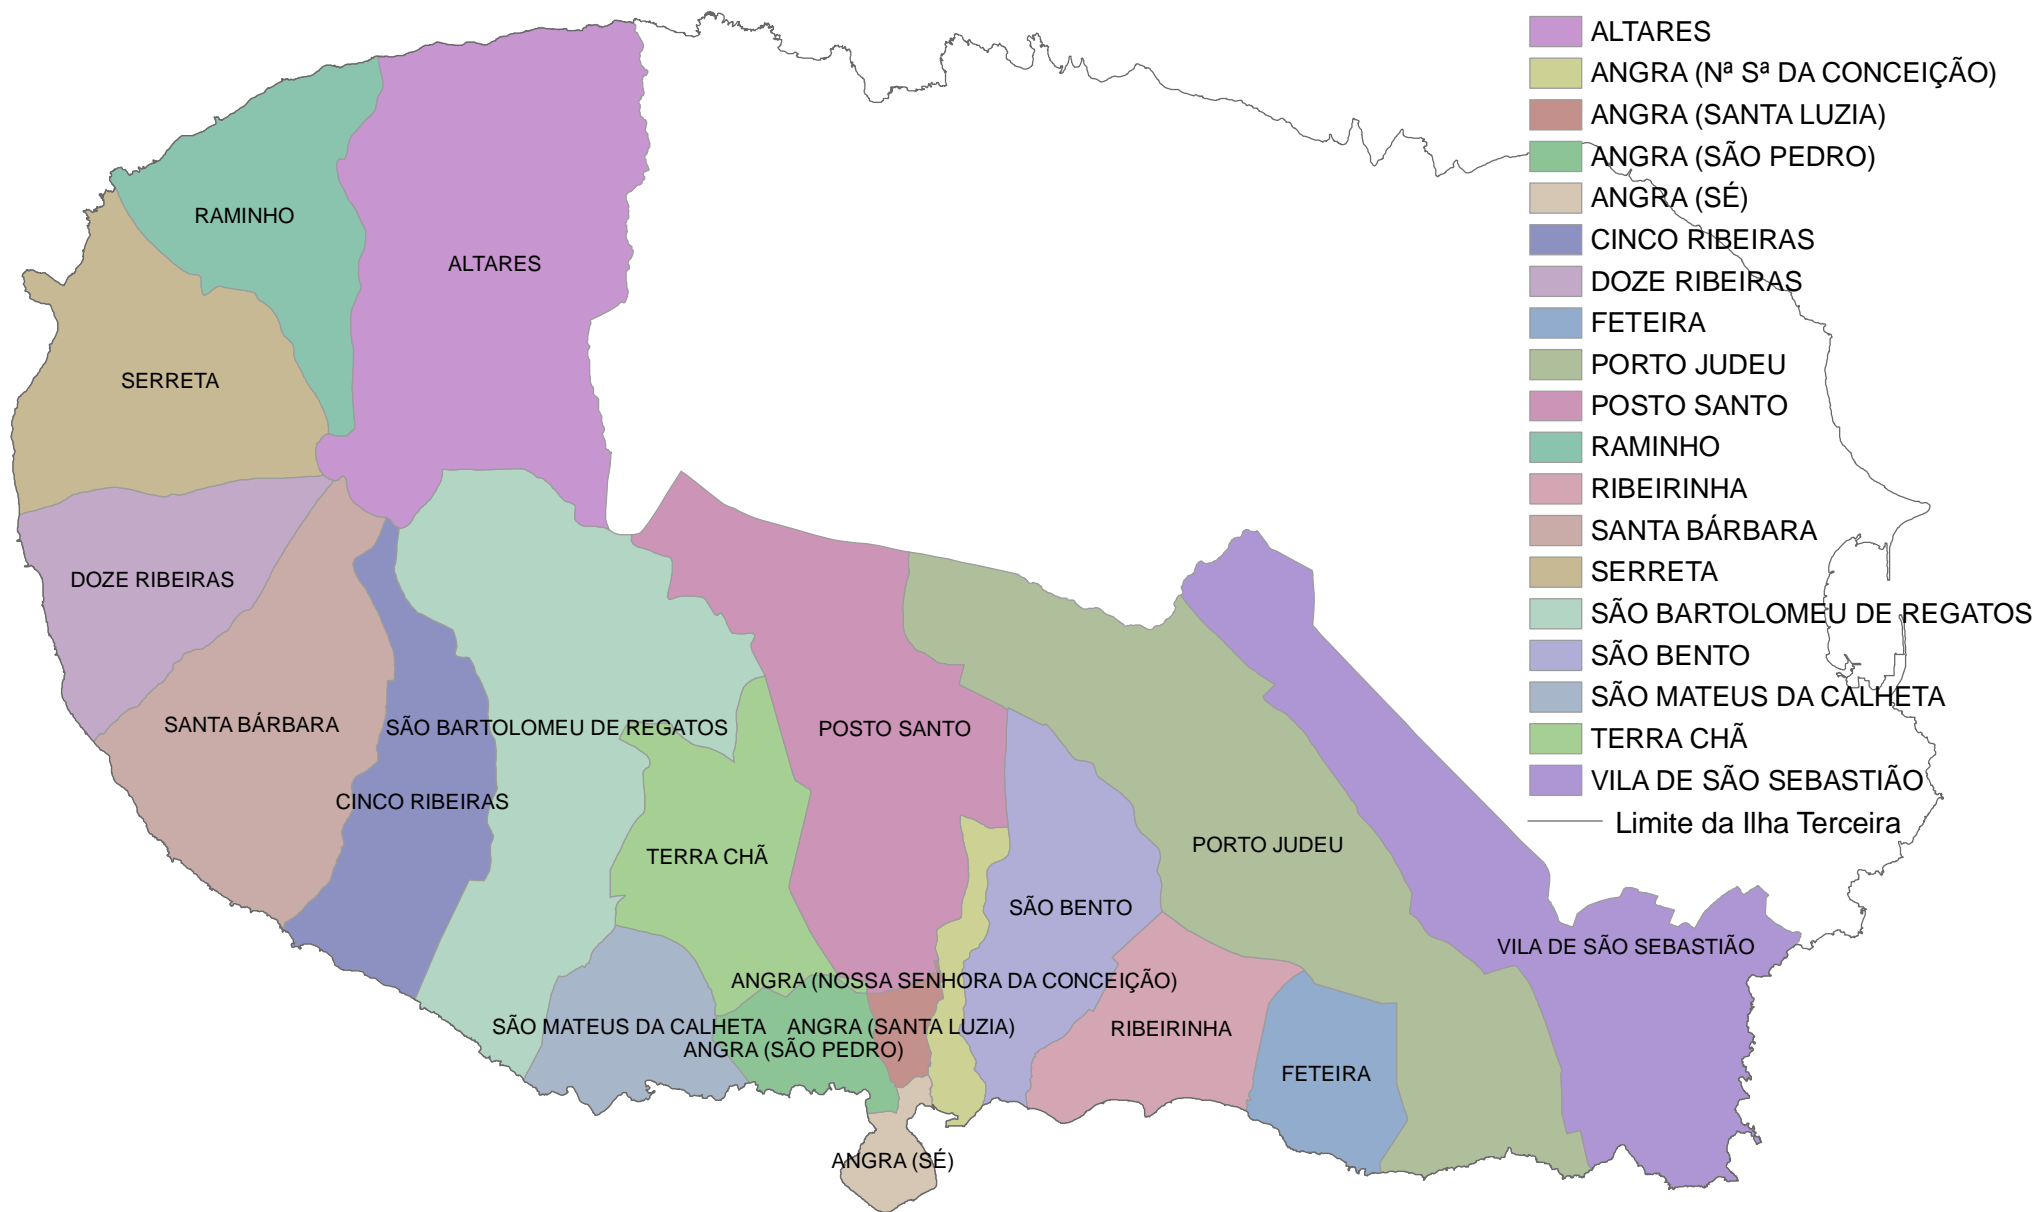 ALTARES
ANGRA (Nª Sª DA CONCEIÇÃO)
ANGRA (SANTA LUZIA)
ANGRA (SÃO PEDRO)
ANGRA (SÉ)
CINCO RIBEIRAS
DOZE RIBEIRAS
FETEIRA
PORTO JUDEU
POSTO SANTO
RAMINHO
RIBEIRINHA
SANTA BÁRBARA
SERRETA
SÃO BARTOLOMEU DE REGATOS
SÃO BENTO
SÃO MATEUS DA CALHETA
TERRA CHÃ
VILA DE SÃO SEBASTIÃO
Limite da Ilha Terceira
RAMINHO
ALTARES
SERRETA
DOZE RIBEIRAS
SANTA BÁRBARA
SÃO BARTOLOMEU DE REGATOS
POSTO SANTO
CINCO RIBEIRAS
TERRA CHÃ
PORTO JUDEU
SÃO BENTO
VILA DE SÃO SEBASTIÃO
ANGRA (NOSSA SENHORA DA CONCEIÇÃO)
SÃO MATEUS DA CALHETA
ANGRA (SANTA LUZIA)
RIBEIRINHA
ANGRA (SÃO PEDRO)
FETEIRA
ANGRA (SÉ)